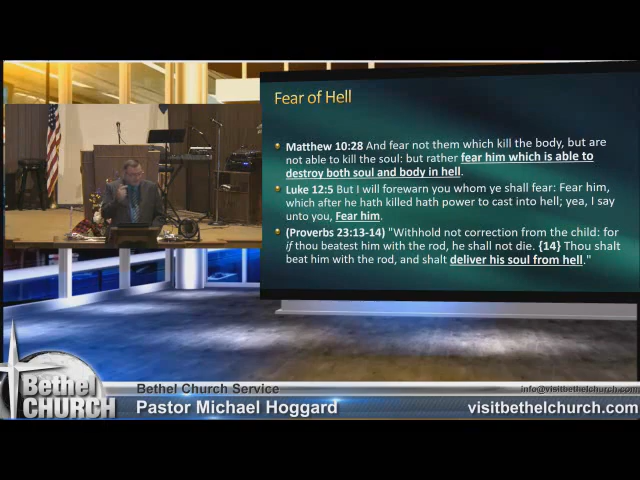 Fear of Hell
Matthew 10:28 And fear not them which kill the body, but are
not able to kill the soul: but rather fear him which is able to
destroy both soul and body in hell.
Luke 12:5 But I will forewarn you whom ye shall fear: Fear him,
which after he hath killed hath power to cast into hell; yea, I say
unto you, Fear him.
(Proverbs 23:13-14) "Withhold not correction from the child: for
if thou beatest him with the rod, he shall not die. {14} Thou shalt
beat him with the rod, and shalt deliver his soul from hell."
Bethel
CHURCH
Bethel Church Service
info@visitbethelchurch.com
Pastor Michael Hoggard
visitbethelchurch.com